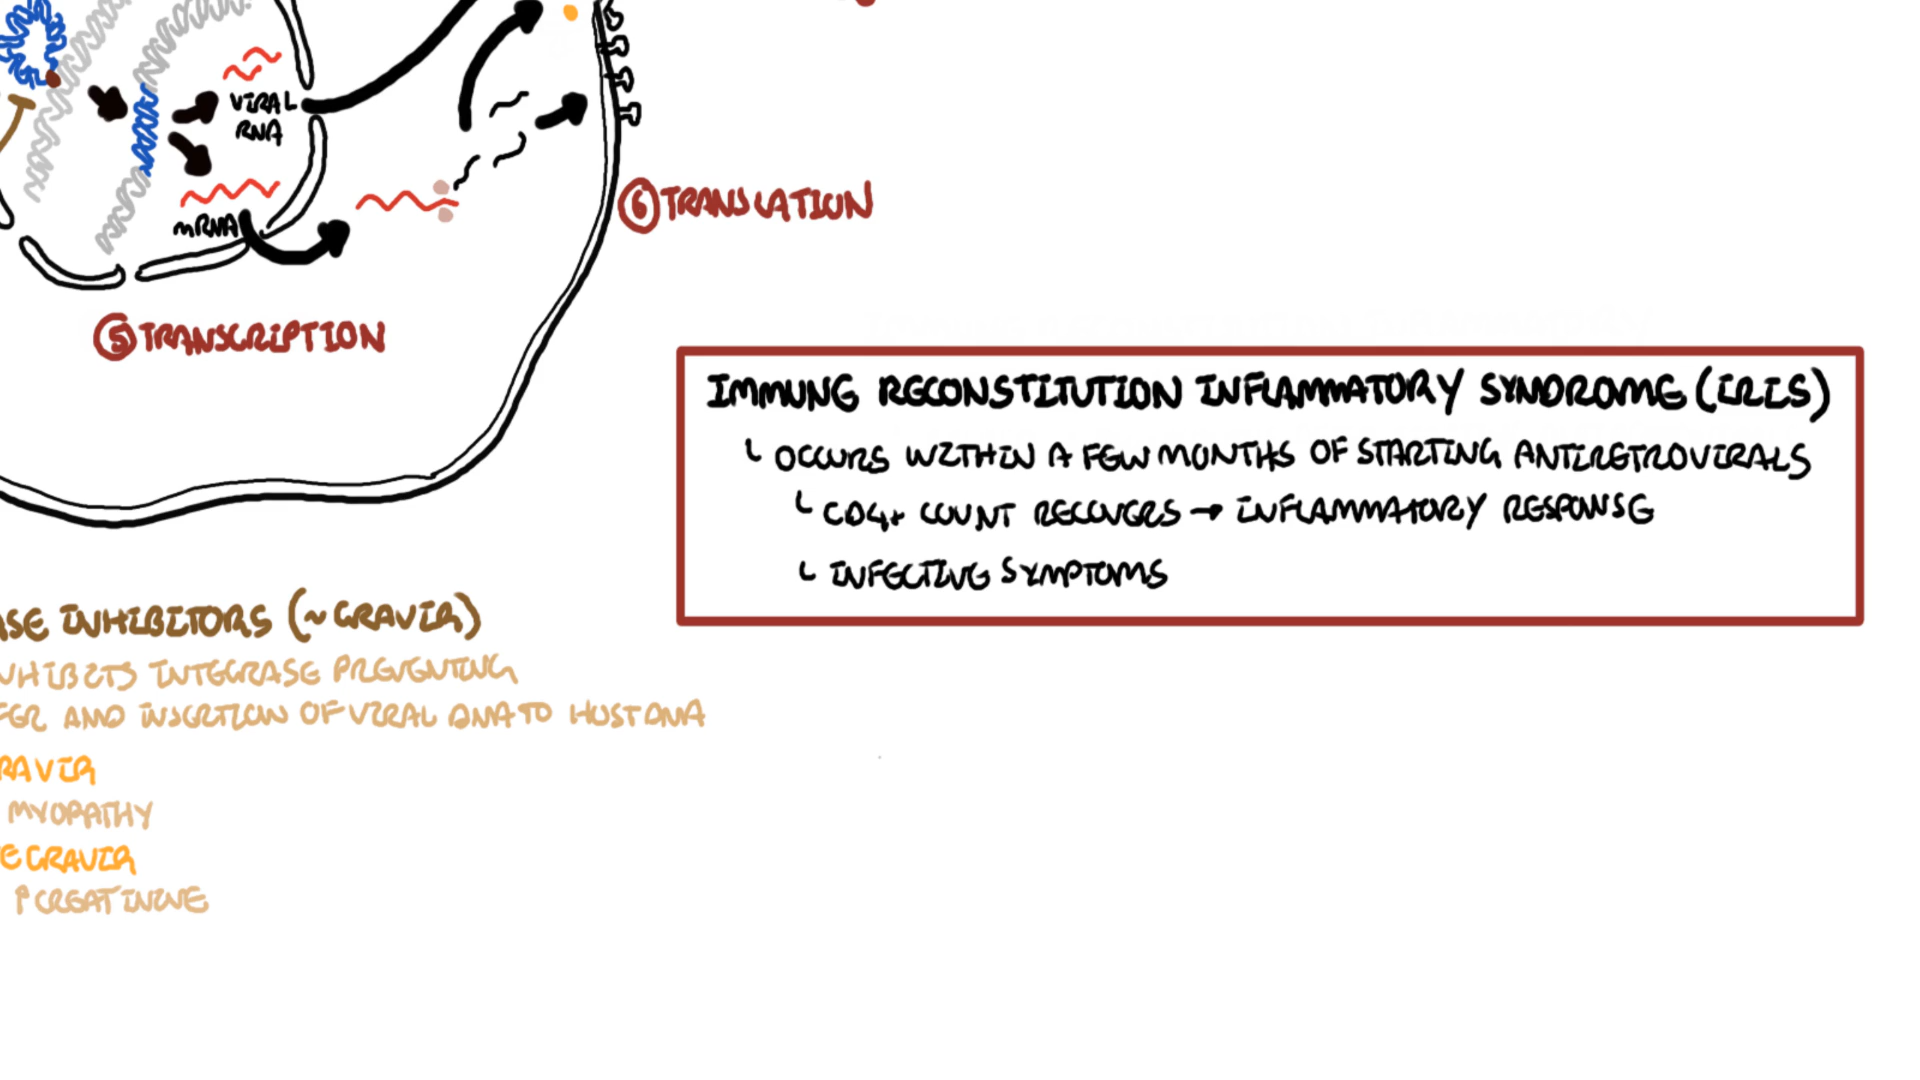 VIRAL
RNA
mRNA
⑥ TRANSLATION
⑤ TRANSCRIPTION
IMMUNE RECONSTITUTION INFLAMMATORY SYNDROME (IRIS)
OCCURS WITHIN A FEW MONTHS OF STARTING ANTIRETROVIRALS
CD4+ COUNT RECOVERS → INFLAMMATORY RESPONSE
INFECTING SYMPTOMS
ASE INHIBITORS (~GRAVIR)
NHIBITS INTEGRASE PREVENTING
FER AND INSERTION OF VIRAL DNA TO HOST DNA
RAVIR
MYOPATHY
EGRAVIR
↑ CREATININE